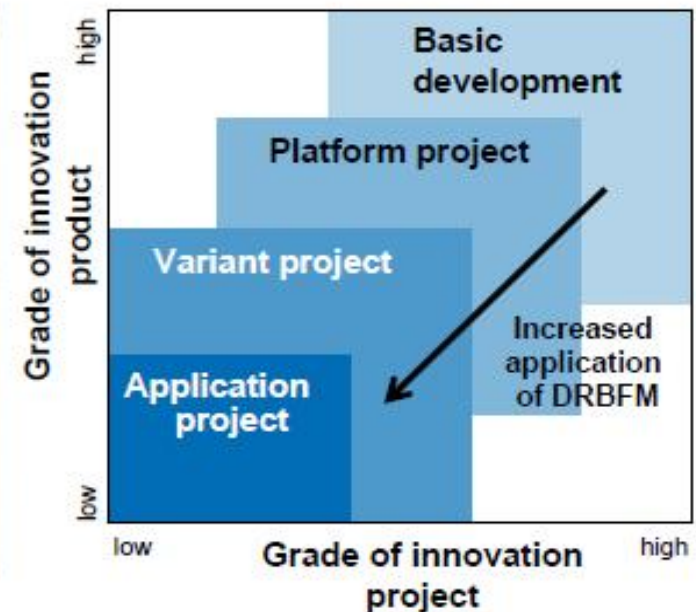 high
Grade of innovation
product
low
Basic
development
Platform project
Variant project
Application
project
Increased
application
of DRBFM
low
high
Grade of innovation
project